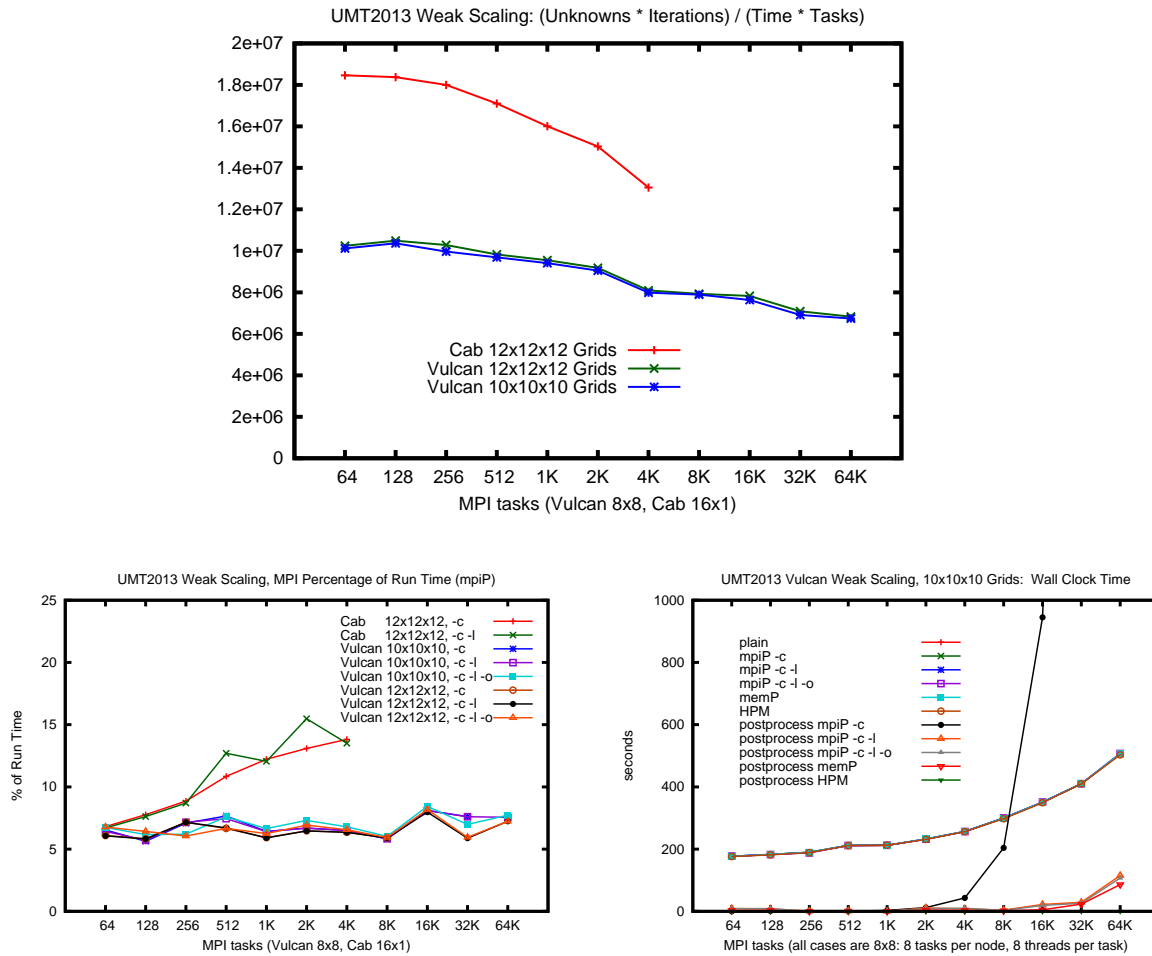 UMT2013 Weak Scaling: (Unknowns * Iterations) / (Time * Tasks)
2e+07
1.8e+07
1.6e+07
1.4e+07
1.2e+07
1e+07
8e+06
6e+06
4e+06
2e+06
0
Cab 12x12x12 Grids
Vulcan 12x12x12 Grids
Vulcan 10x10x10 Grids
64 128 256 512 1K 2K 4K 8K 16K 32K 64K
MPI tasks (Vulcan 8x8, Cab 16x1)
UMT2013 Weak Scaling, MPI Percentage of Run Time (mpiP)
% of Run Time
25
20
15
10
5
0
Cab 12x12x12, -c
Cab 12x12x12, -c -l
Vulcan 10x10x10, -c
Vulcan 10x10x10, -c -l
Vulcan 10x10x10, -c -l -o
Vulcan 12x12x12, -c
Vulcan 12x12x12, -c -l
Vulcan 12x12x12, -c -l -o
64 128 256 512 1K 2K 4K 8K 16K 32K 64K
MPI tasks (Vulcan 8x8, Cab 16x1)
UMT2013 Vulcan Weak Scaling, 10x10x10 Grids: Wall Clock Time
seconds
1000
800
600
400
200
0
plain
mpiP -c
mpiP -c -l
mpiP -c -l -o
memP
HPM
postprocess mpiP -c
postprocess mpiP -c -l
postprocess mpiP -c -l -o
postprocess memP
postprocess HPM
64 128 256 512 1K 2K 4K 8K 16K 32K 64K
MPI tasks (all cases are 8x8: 8 tasks per node, 8 threads per task)